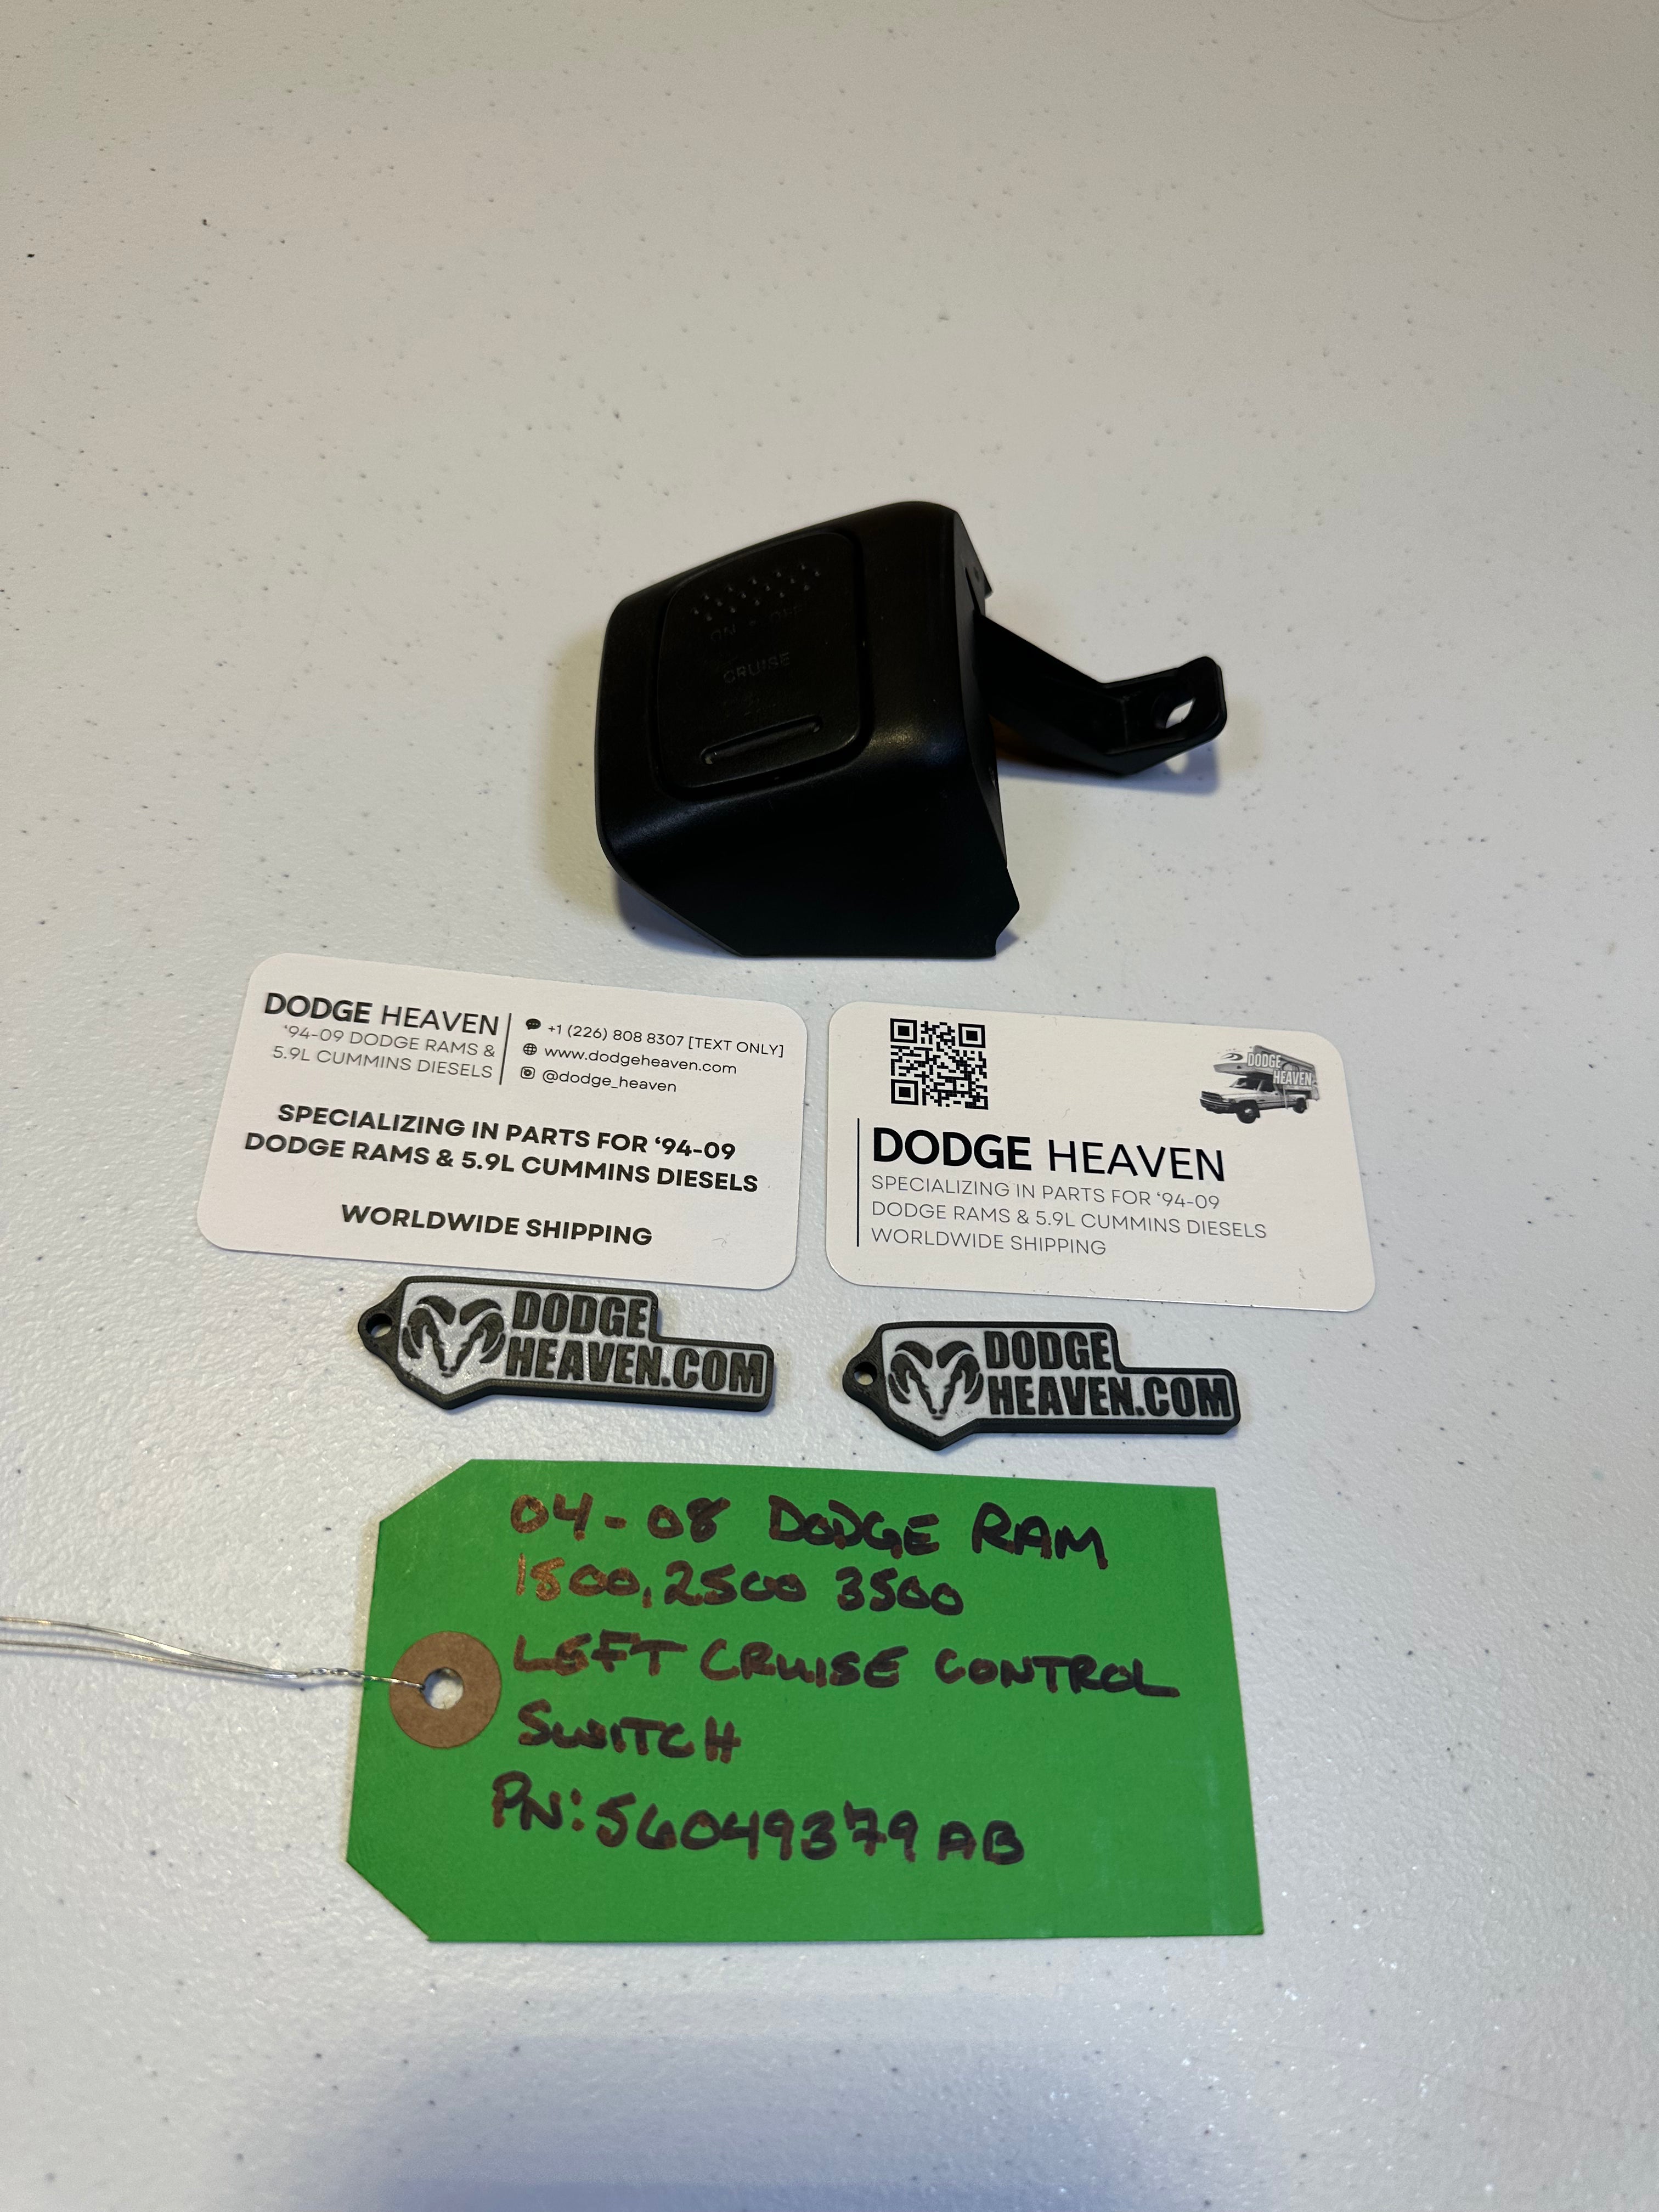 ON - OFF
CRUISE
DODGE HEAVEN
'94-09 DODGE RAMS &
5.9L CUMMINS DIESELS
+1 (226) 808 8307 [TEXT ONLY]
www.dodgeheaven.com
@dodge_heaven
SPECIALIZING IN PARTS FOR '94-09
DODGE RAMS & 5.9L CUMMINS DIESELS
WORLDWIDE SHIPPING
DODGE
HEAVEN
DODGE HEAVEN
SPECIALIZING IN PARTS FOR '94-09
DODGE RAMS & 5.9L CUMMINS DIESELS
WORLDWIDE SHIPPING
DODGE
HEAVEN.COM
DODGE
HEAVEN.COM
04-08 DODGE RAM
1500, 2500 3500
LEFT CRUISE CONTROL
SWITCH
PN: 56049379AB